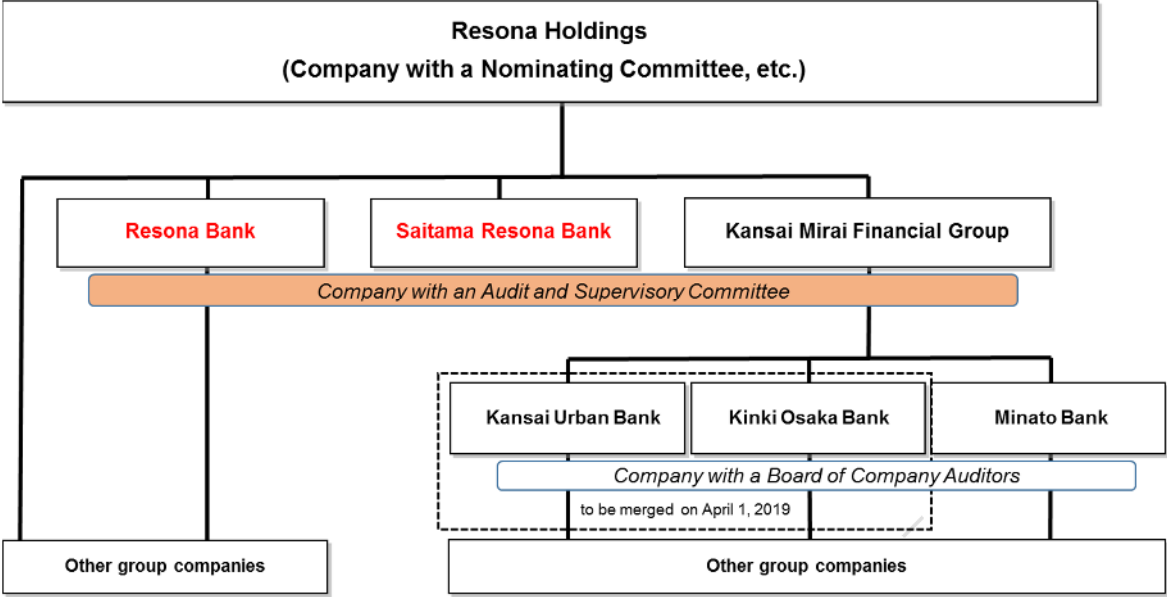 Resona Holdings
(Company with a Nominating Committee, etc.)
Resona Bank
Saitama Resona Bank
Kansai Mirai Financial Group
Company with an Audit and Supervisory Committee
Kansai Urban Bank
Kinki Osaka Bank
Minato Bank
Company with a Board of Company Auditors
to be merged on April 1, 2019
Other group companies
Other group companies